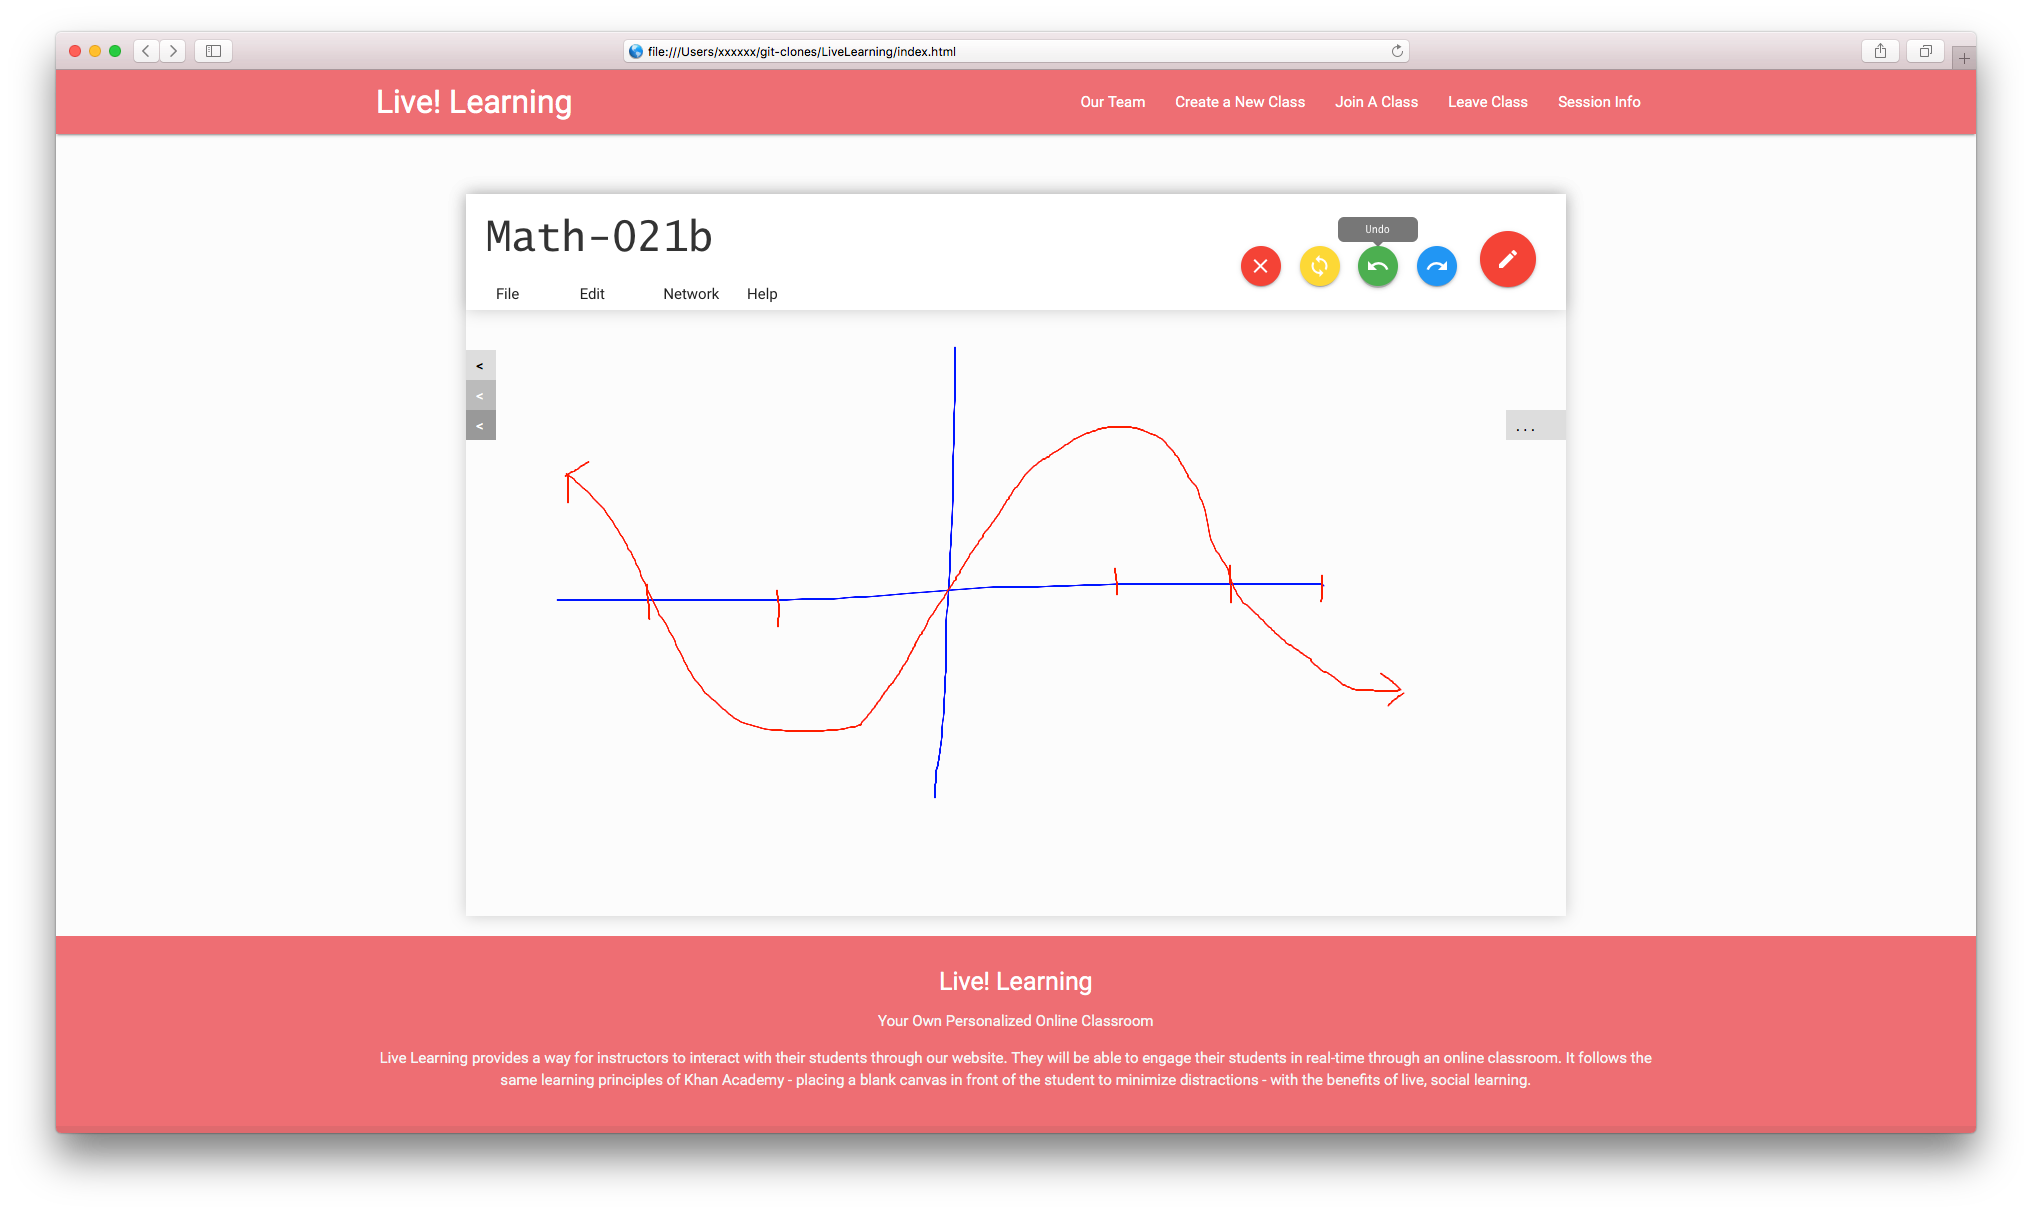 file:///Users/xxxxxx/git-clones/LiveLearning/index.html
Live! Learning
Our Team Create a New Class Join A Class Leave Class Session Info
Math-021b
Undo
File Edit Network Help
<
<
<
...
Live! Learning
Your Own Personalized Online Classroom
Live Learning provides a way for instructors to interact with their students through our website. They will be able to engage their students in real-time through an online classroom. It follows the
same learning principles of Khan Academy - placing a blank canvas in front of the student to minimize distractions - with the benefits of live, social learning.